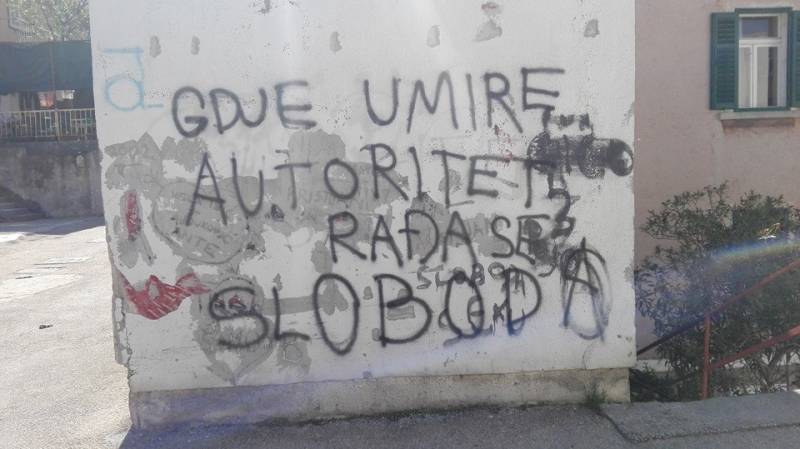 GDJE UMIRE
AUTORITET
RAĐA SE
SLOBODA